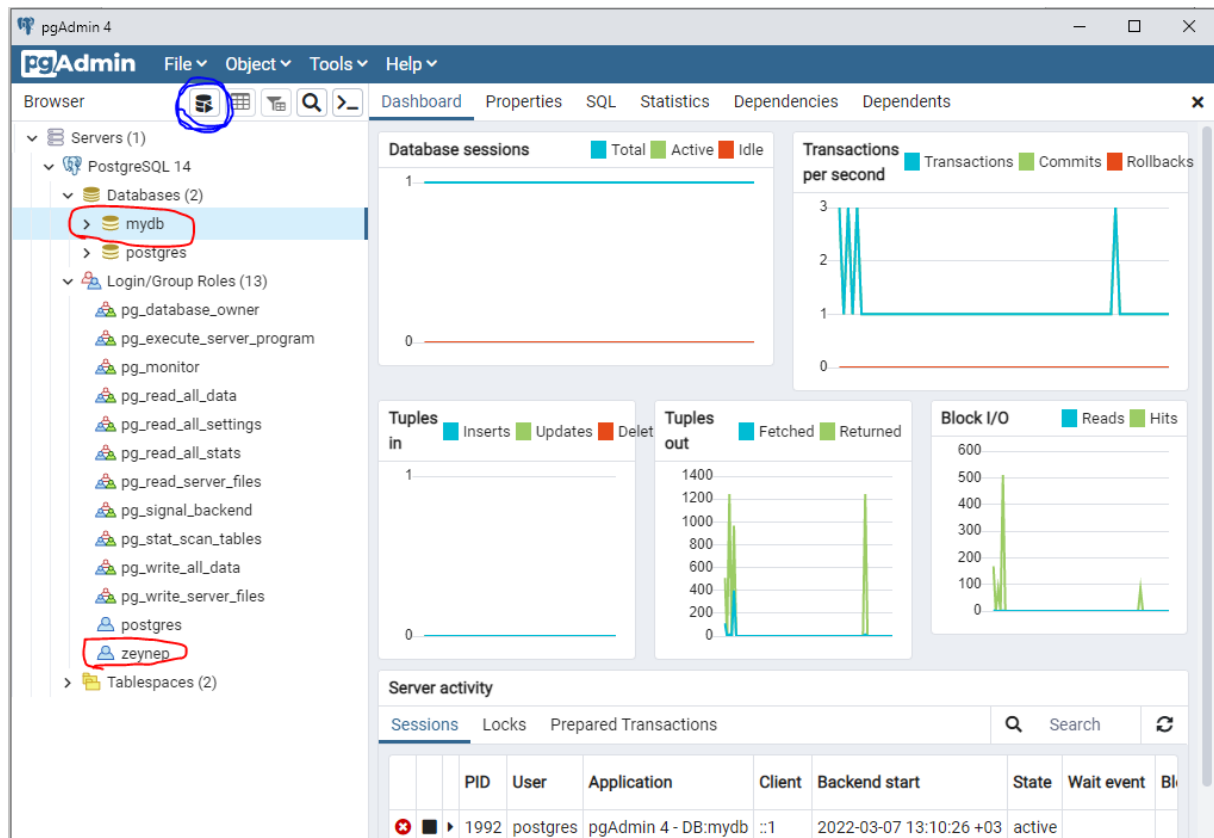 pgAdmin 4
pgAdmin File Object Tools Help
Browser
Dashboard Properties SQL Statistics Dependencies Dependents
Servers (1)
PostgreSQL 14
Databases (2)
mydb
postgres
Login/Group Roles (13)
pg_database_owner
pg_execute_server_program
pg_monitor
pg_read_all_data
pg_read_all_settings
pg_read_all_stats
pg_read_server_files
pg_signal_backend
pg_stat_scan_tables
pg_write_all_data
pg_write_server_files
postgres
zeynep
Tablespaces (2)
Database sessions Total Active Idle
1
0
Transactions per second Transactions Commits Rollbacks
3
2
1
0
Tuples in Inserts Updates Delet
1
0
Tuples out Fetched Returned
1400
1200
1000
800
600
400
200
0
Block I/O Reads Hits
600
500
400
300
200
100
0
Server activity
Sessions Locks Prepared Transactions Search
PID User Application Client Backend start State Wait event Blo
1992 postgres pgAdmin 4 - DB:mydb ::1 2022-03-07 13:10:26 +03 active